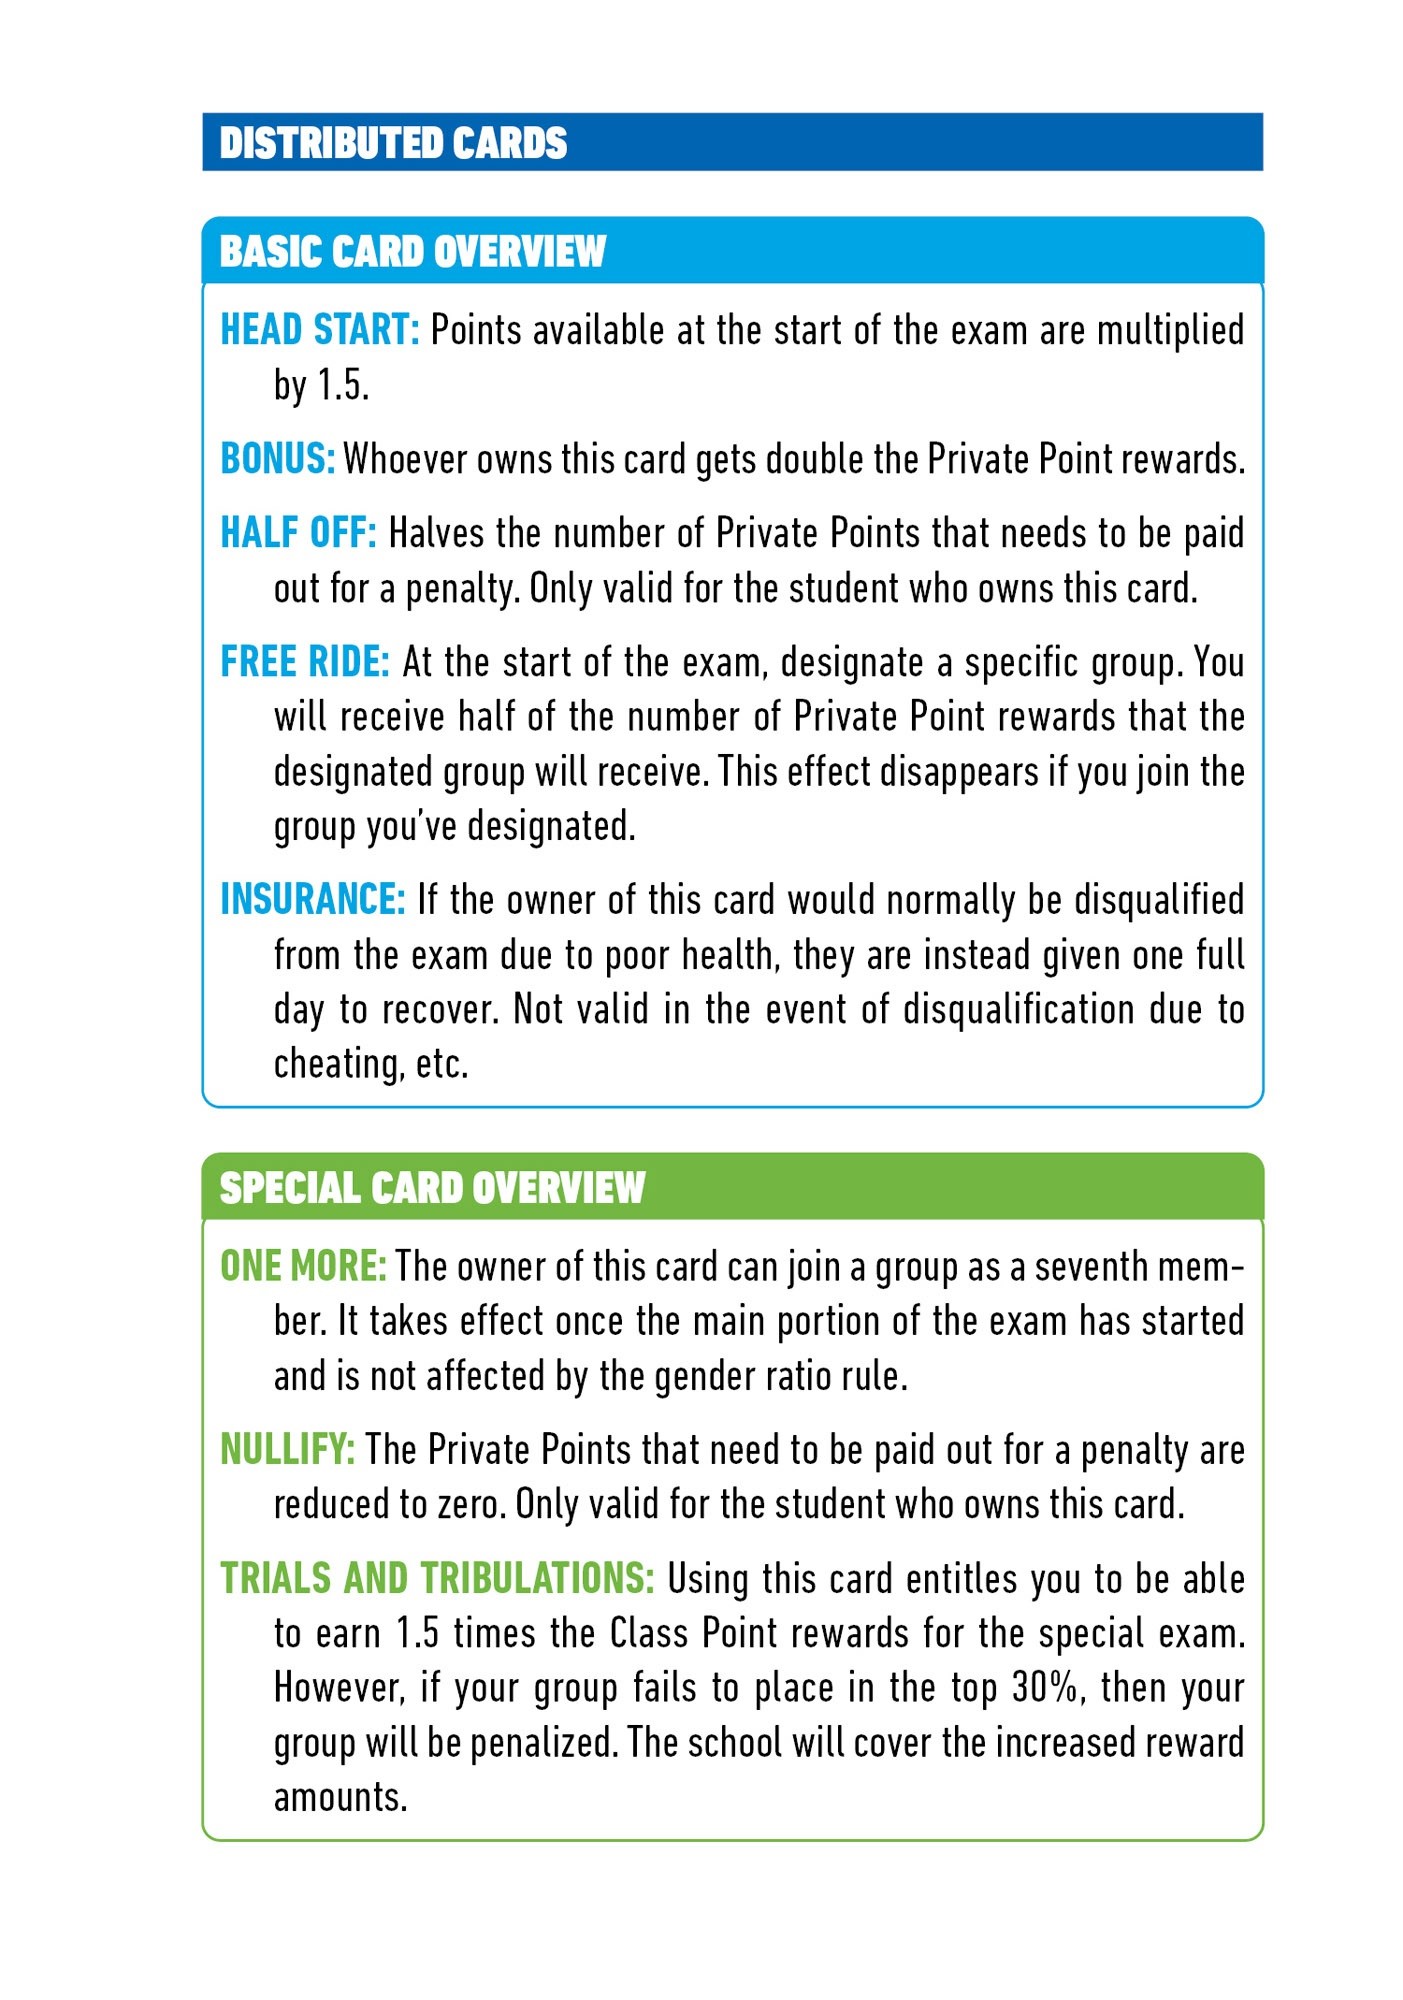 DISTRIBUTED CARDS
BASIC CARD OVERVIEW
HEAD START: Points available at the start of the exam are multiplied
by 1.5.
BONUS: Whoever owns this card gets double the Private Point rewards.
HALF OFF: Halves the number of Private Points that needs to be paid
out for a penalty. Only valid for the student who owns this card.
FREE RIDE: At the start of the exam, designate a specific group. You
will receive half of the number of Private Point rewards that the
designated group will receive. This effect disappears if you join the
group you’ve designated.
INSURANCE: If the owner of this card would normally be disqualified
from the exam due to poor health, they are instead given one full
day to recover. Not valid in the event of disqualification due to
cheating, etc.
SPECIAL CARD OVERVIEW
ONE MORE: The owner of this card can join a group as a seventh mem-
ber. It takes effect once the main portion of the exam has started
and is not affected by the gender ratio rule.
NULLIFY: The Private Points that need to be paid out for a penalty are
reduced to zero. Only valid for the student who owns this card.
TRIALS AND TRIBULATIONS: Using this card entitles you to be able
to earn 1.5 times the Class Point rewards for the special exam.
However, if your group fails to place in the top 30%, then your
group will be penalized. The school will cover the increased reward
amounts.